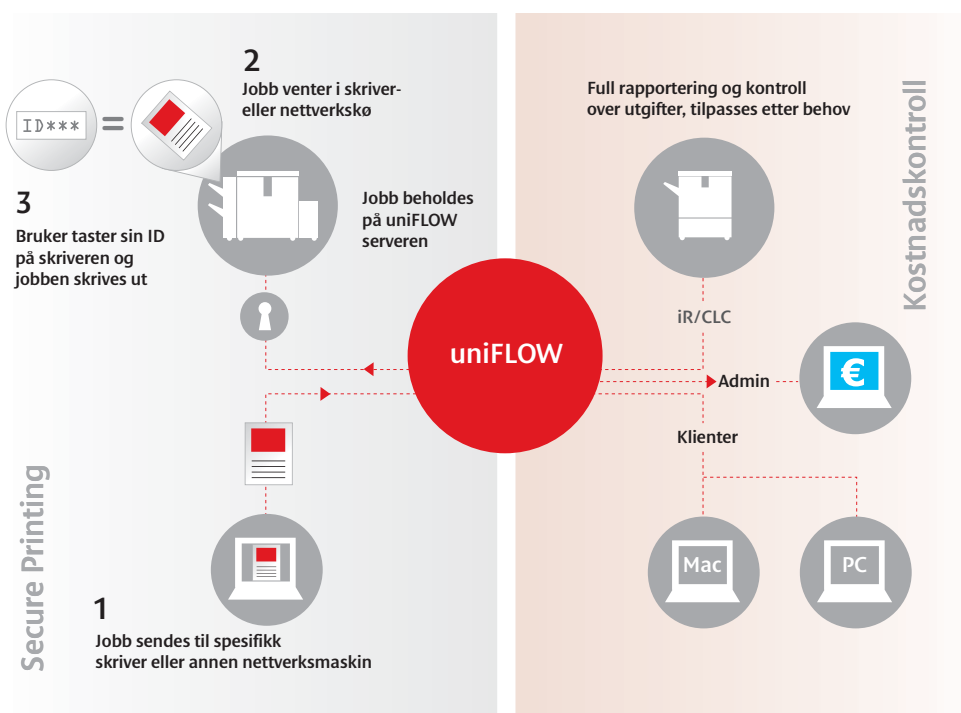 2
Jobb venter i skriver-
eller nettverkskø
ID***
=
3
Bruker taster sin ID
på skriveren og
jobben skrives ut
Jobb beholdes
på uniFLOW
serveren
uniFLOW
1
Jobb sendes til spesifikk
skriver eller annen nettverksmaskin
Secure Printing
Full rapportering og kontroll
over utgifter, tilpasses etter behov
Kostnadskontroll
iR/CLC
Admin
€
Klienter
Mac
PC